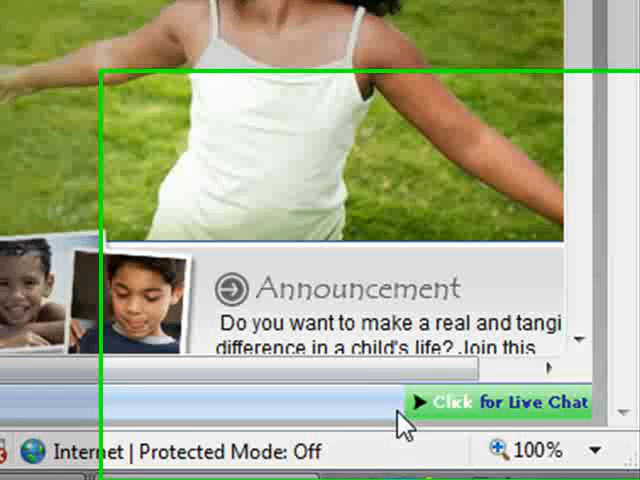 Announcement
Do you want to make a real and tangi
difference in a child's life? Join this
Click for Live Chat
Internet | Protected Mode: Off
100%